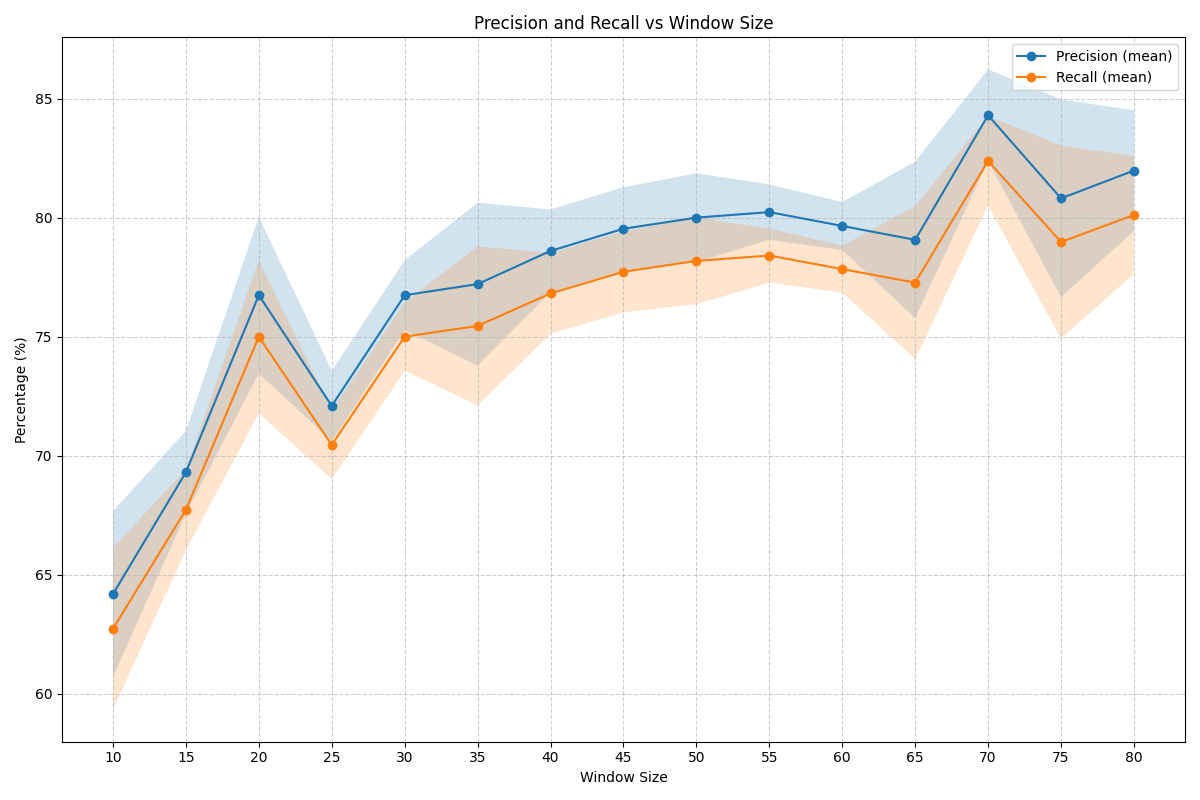 Precision and Recall vs Window Size
Precision (mean)
Recall (mean)
Percentage (%)
85
80
75
70
65
60
10 15 20 25 30 35 40 45 50 55 60 65 70 75 80
Window Size